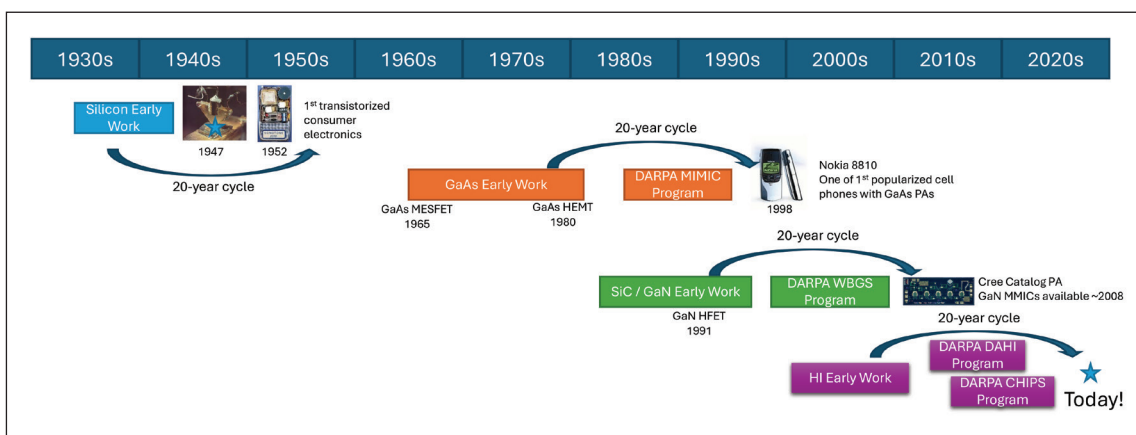 1930s 1940s 1950s 1960s 1970s 1980s 1990s 2000s 2010s 2020s
Silicon Early
Work
1947
1952
1st transistorized
consumer
electronics
20-year cycle
20-year cycle
GaAs Early Work
GaAs MESFET
1965
GaAs HEMT
1980
DARPA MIMIC
Program
1998
Nokia 8810
One of 1st popularized cell
phones with GaAs PAs
20-year cycle
SiC / GaN Early Work
GaN HFET
1991
DARPA WBGS
Program
Cree Catalog PA
GaN MMICs available ~2008
20-year cycle
HI Early Work
DARPA DAHI
Program
DARPA CHIPS
Program
Today!